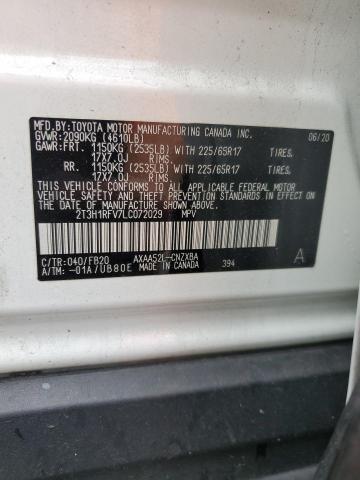 MFD.BY:TOYOTA MOTOR MANUFACTURING CANADA INC. 06/20
GVWR:2090KG (4610LB)
GAWR:FRT. 1150KG (2535LB) WITH 225/65R17 TIRES,
17X7.0J RIMS,
RR. 1150KG (2535LB) WITH 225/65R17 TIRES,
17X7.0J RIMS,
THIS VEHICLE CONFORMS TO ALL APPLICABLE FEDERAL MOTOR
VEHICLE SAFETY AND THEFT PREVENTION STANDARDS IN EFFECT
ON THE DATE OF MANUFACTURE SHOWN ABOVE.
2T3H1RFV7LC072029 MPV
C/TR:040/FB20 AXAA52L-CNZXBA
A/TM:-01A/UB80E MADE IN CANADA 394 A